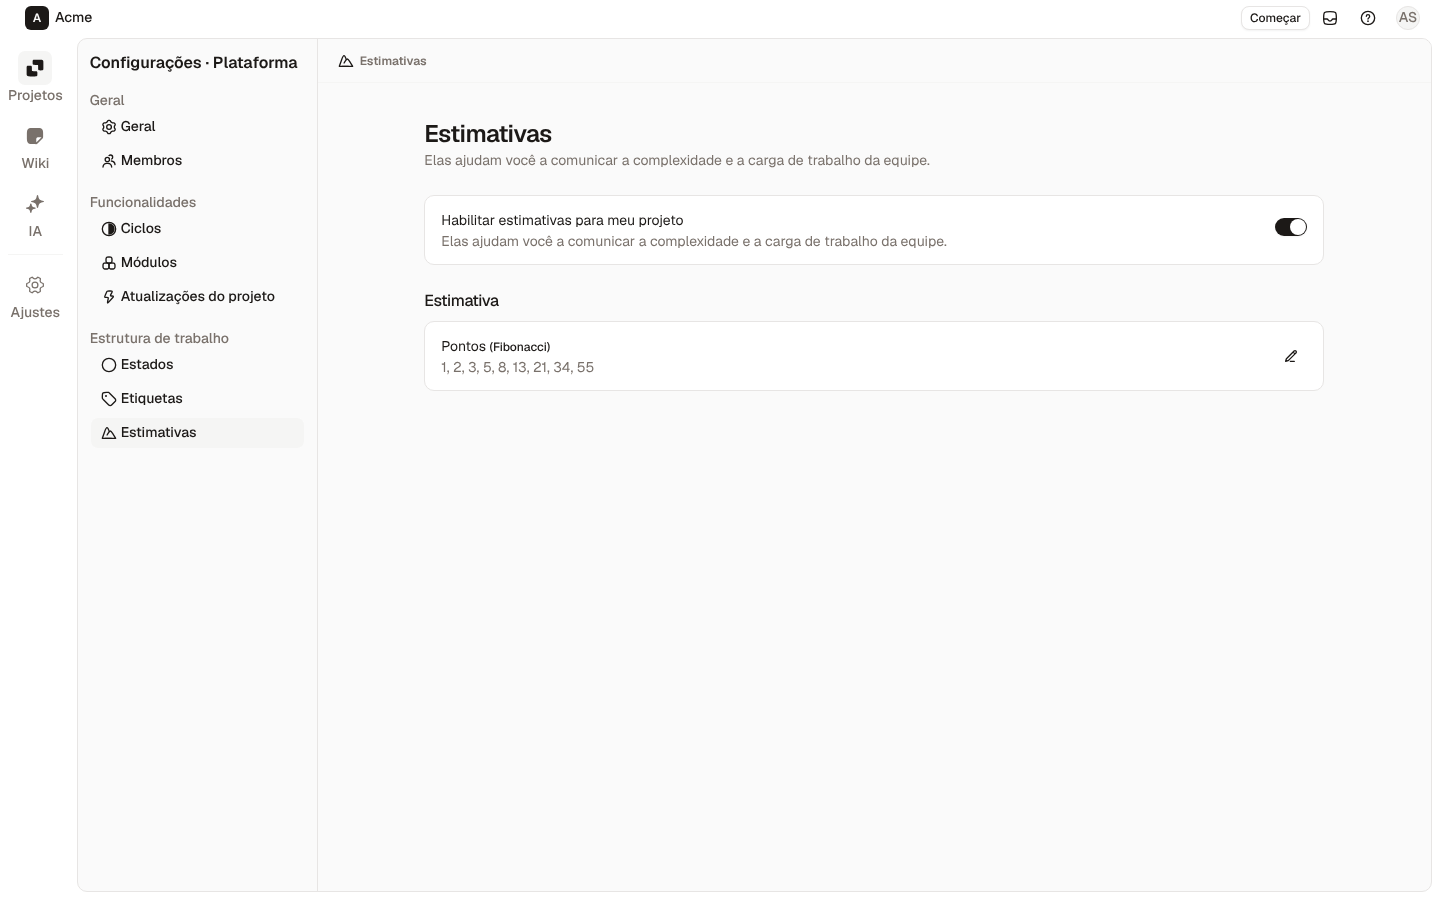 A Acme
Começar
AS
Projetos
Wiki
IA
Ajustes
Configurações · Plataforma
Geral
Geral
Membros
Funcionalidades
Ciclos
Módulos
Atualizações do projeto
Estrutura de trabalho
Estados
Etiquetas
Estimativas
Estimativas
Estimativas
Elas ajudam você a comunicar a complexidade e a carga de trabalho da equipe.
Habilitar estimativas para meu projeto
Elas ajudam você a comunicar a complexidade e a carga de trabalho da equipe.
Estimativa
Pontos (Fibonacci)
1, 2, 3, 5, 8, 13, 21, 34, 55